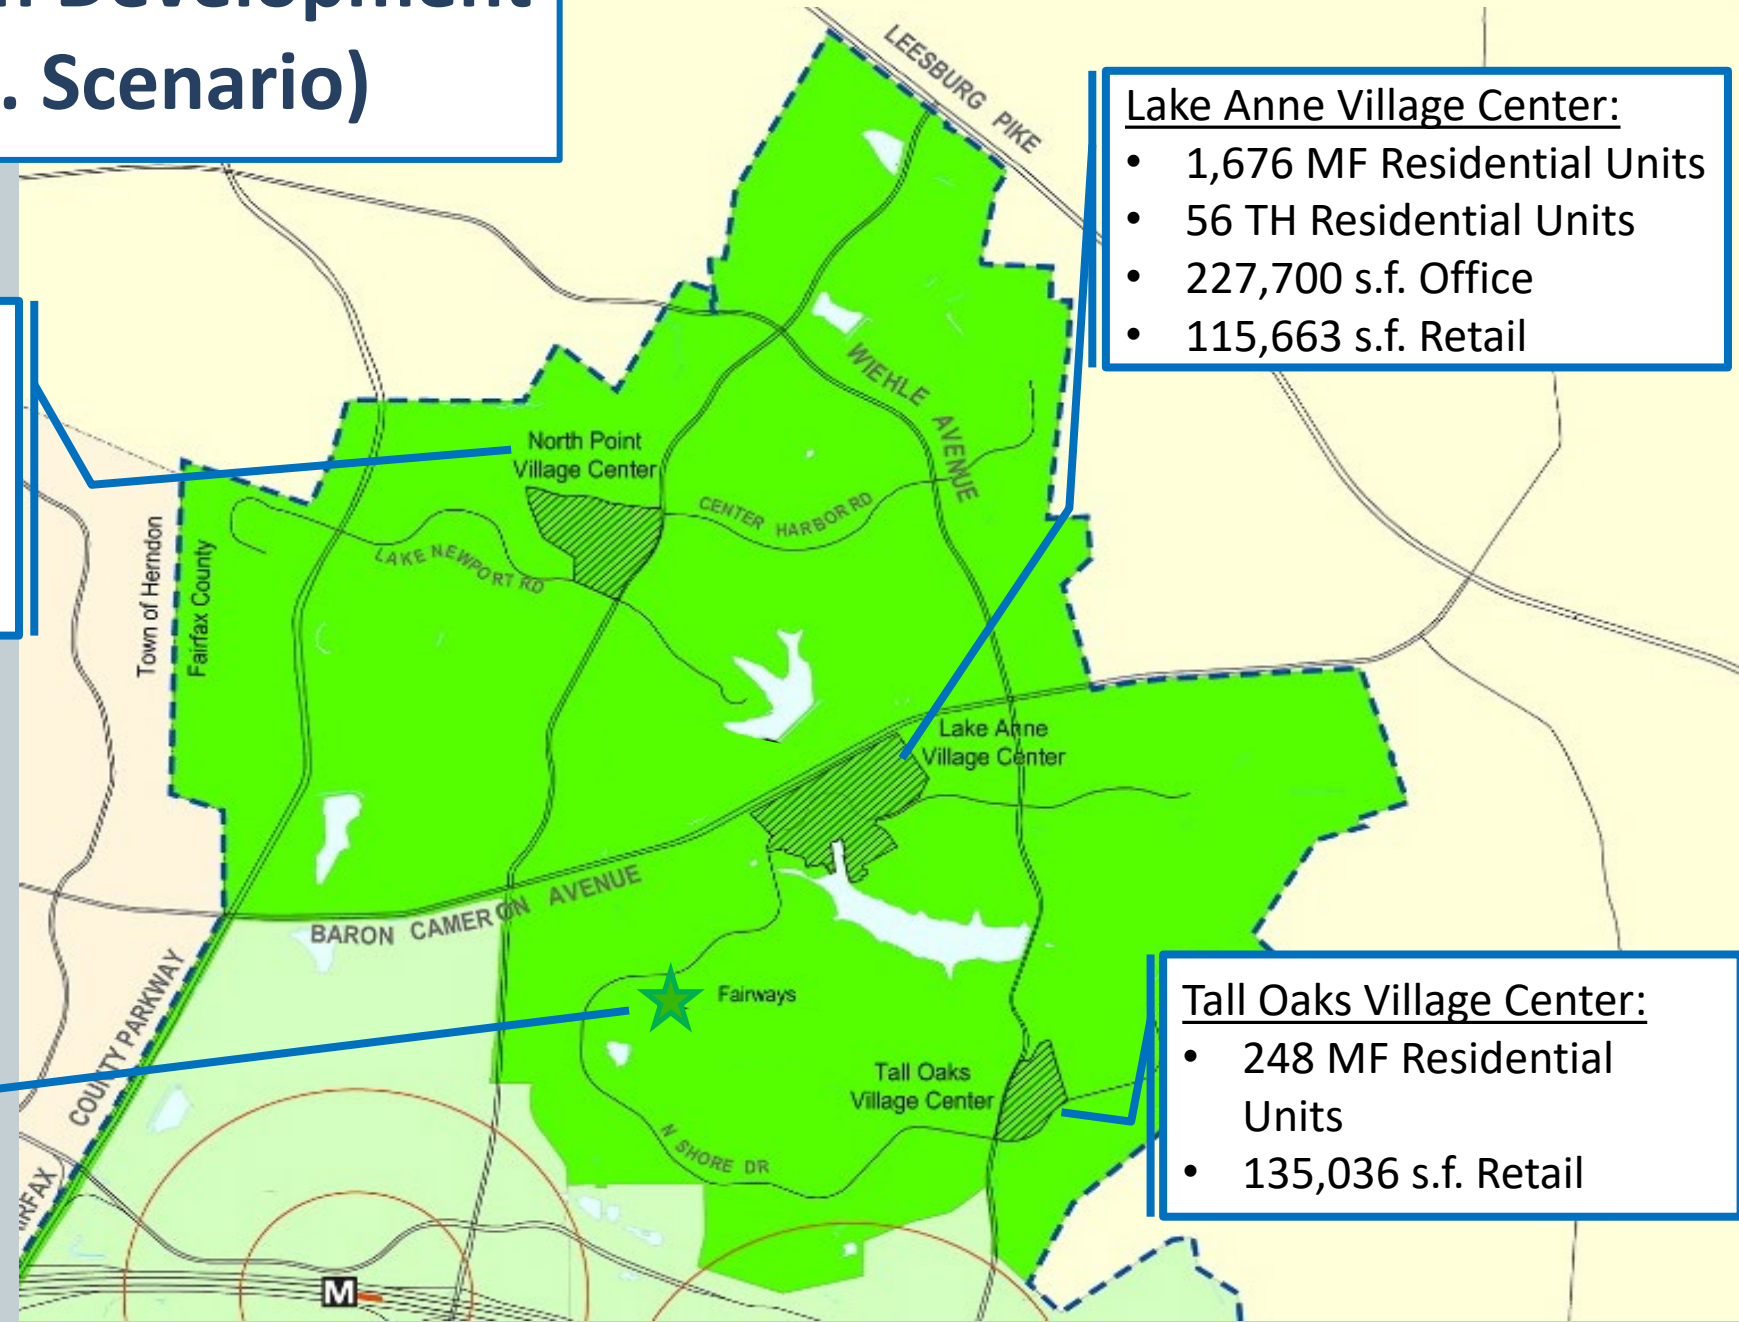 Development
. Scenario)
LEESBURG PIKE
Lake Anne Village Center:
• 1,676 MF Residential Units
• 56 TH Residential Units
• 227,700 s.f. Office
• 115,663 s.f. Retail
WIEHLE AVENUE
North Point
Village Center
CENTER HARBOR RD
LAKE NEWPORT RD
Town of Herndon
Fairfax County
Lake Anne
Village Center
BARON CAMERON AVENUE
COUNTY PARKWAY
Fairways
Tall Oaks
Village Center
Tall Oaks Village Center:
• 248 MF Residential
Units
• 135,036 s.f. Retail
N SHORE DR
RFAX
M